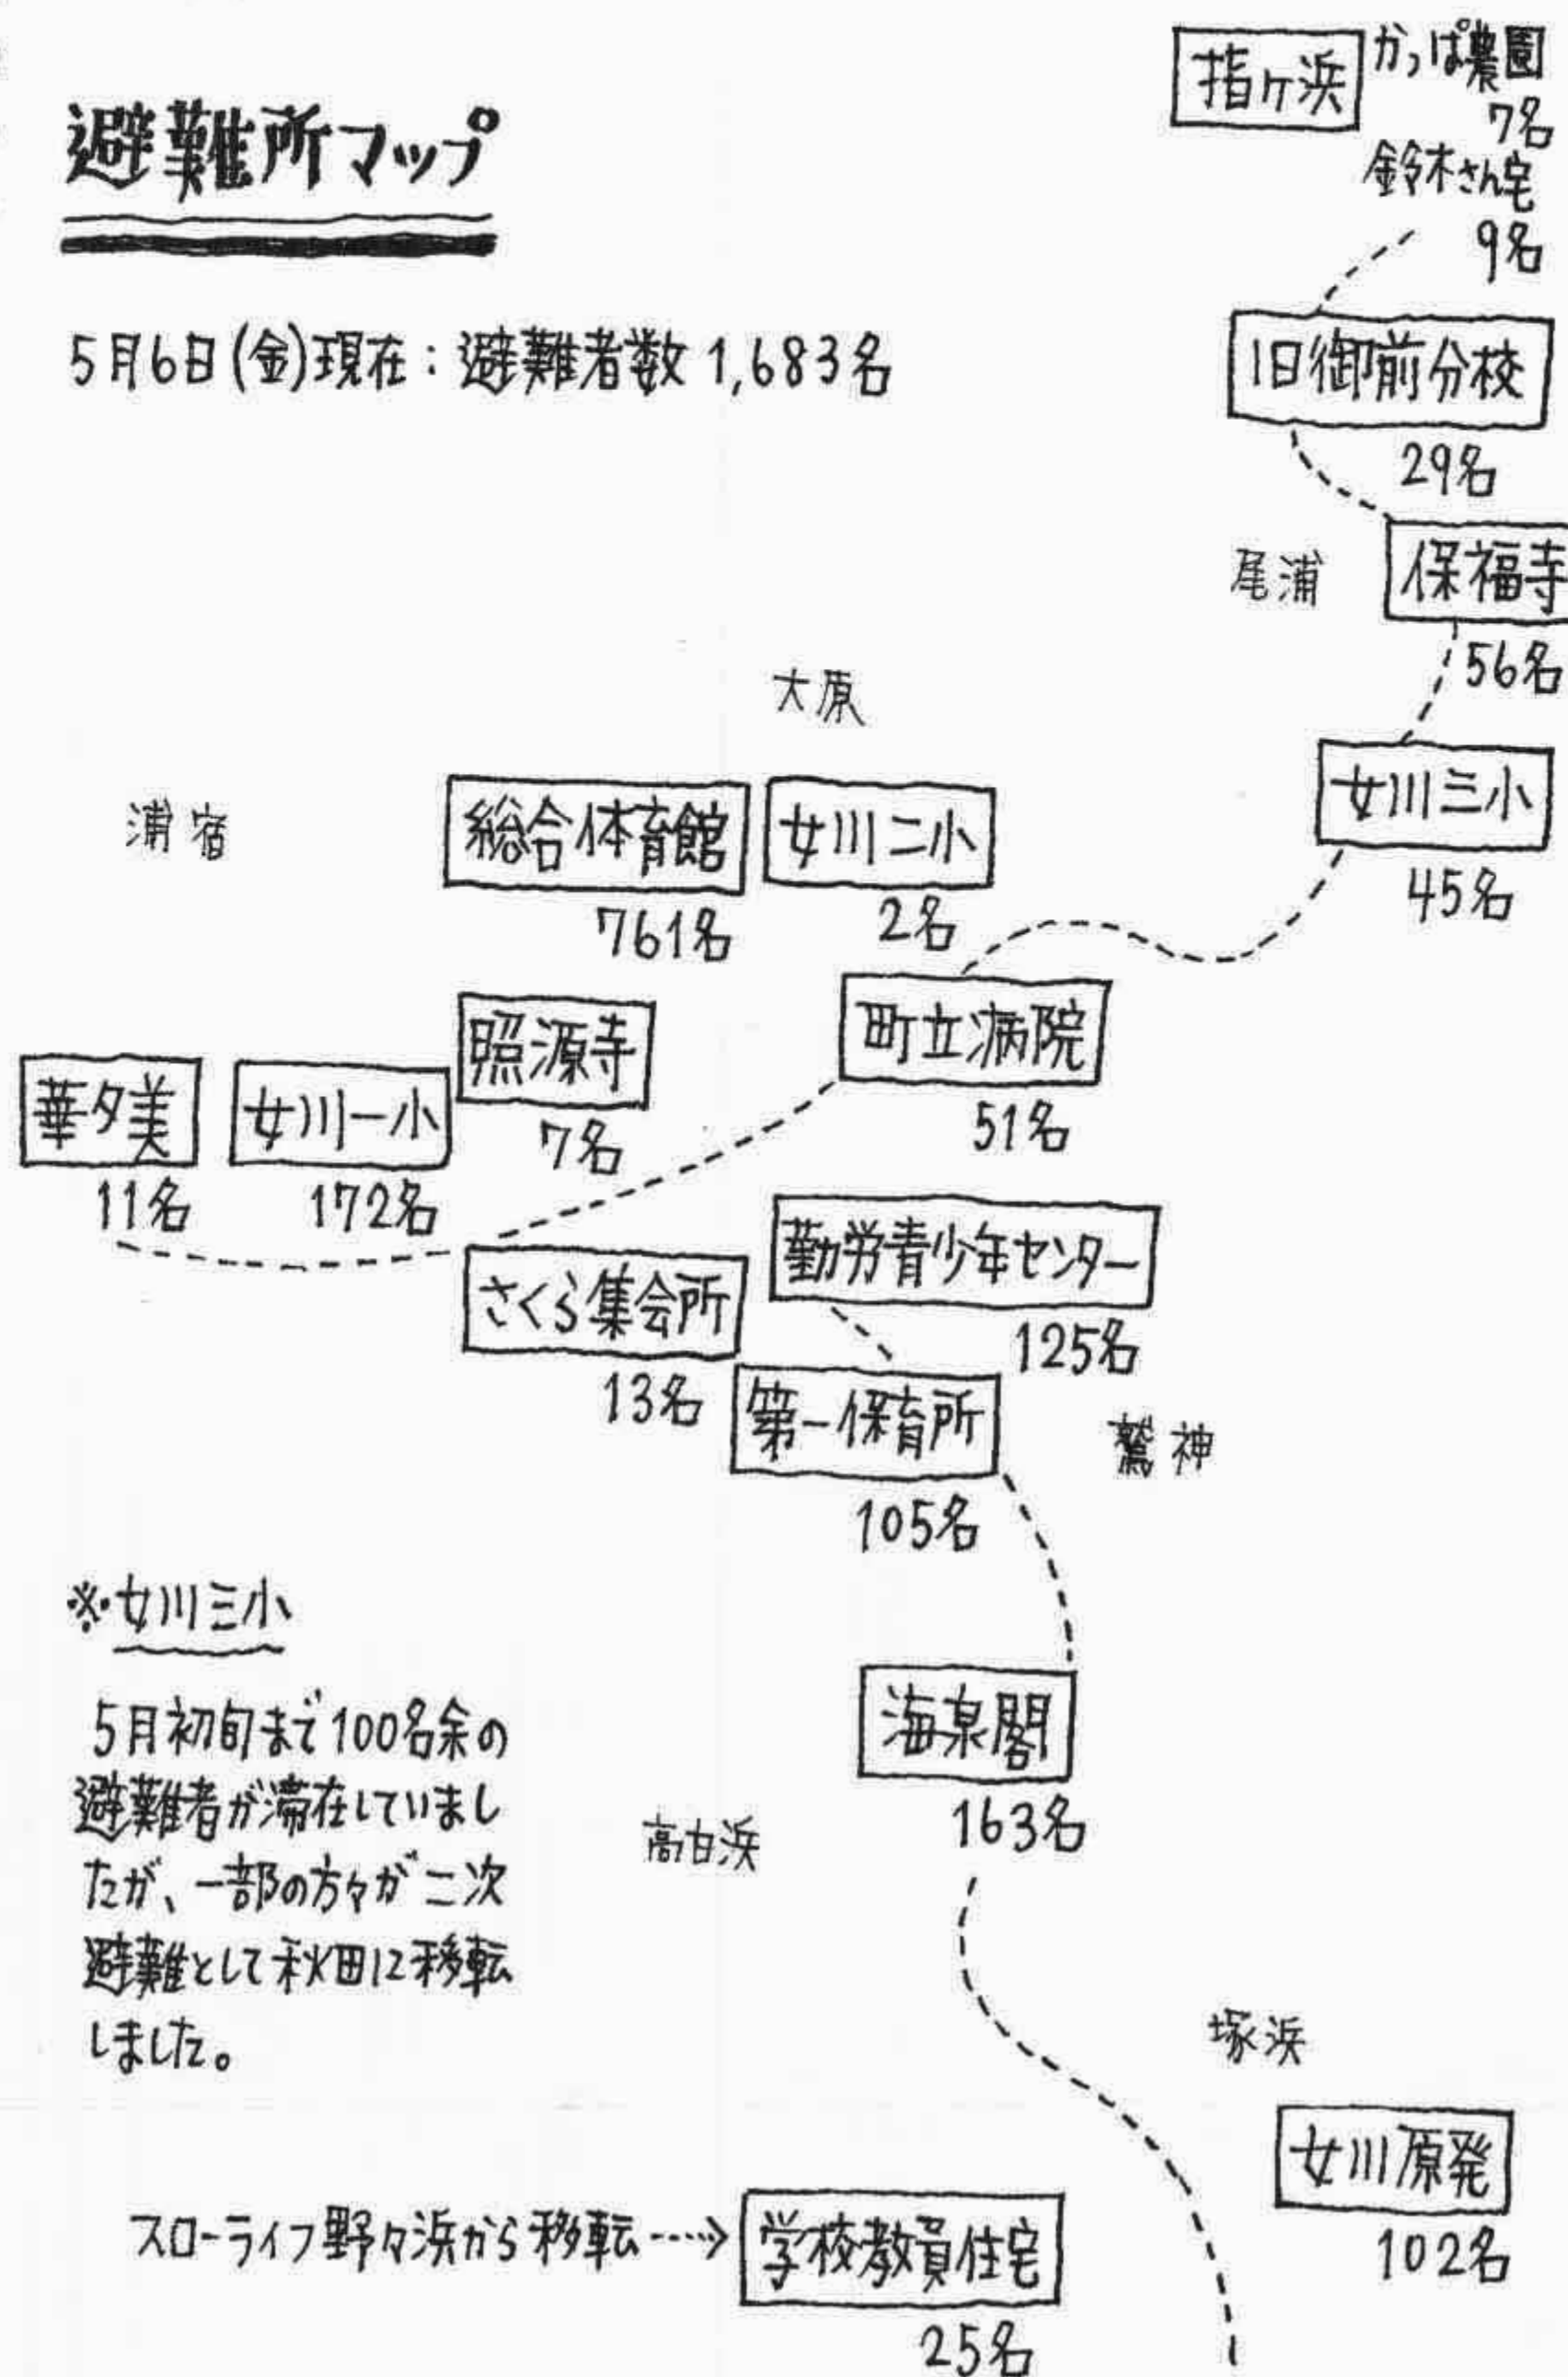 避難所マップ
5月6日(金)現在：避難者数 1,683名
指ヶ浜
かっぱ農園
7名
鈴木さん宅
9名
旧御前分校
29名
尾浦
保福寺
56名
大原
浦宿
総合体育館
761名
女川二小
2名
女川三小
45名
町立病院
51名
照源寺
7名
華夕美
11名
女川一小
172名
さくら集会所
13名
勤労青少年センター
125名
第一保育所
105名
鷲神
※女川三小
5月初旬まで100名余の
避難者が滞在していまし
たが、一部の方々が二次
避難として秋田に移転
しました。
海泉閣
163名
高白浜
塚浜
女川原発
102名
スローライフ野々浜から移転┈>
学校教員住宅
25名